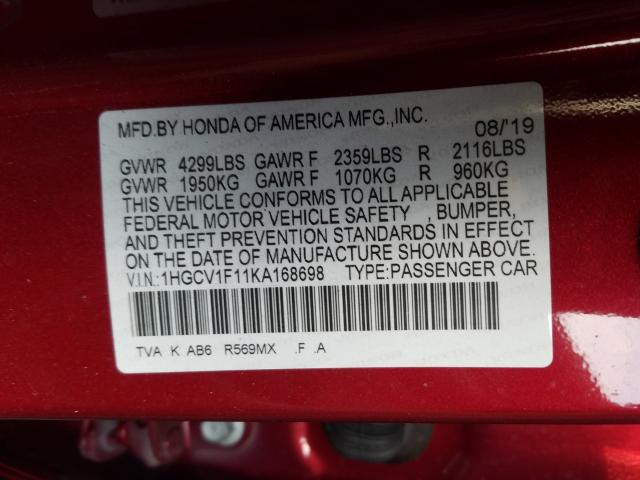 MFD.BY HONDA OF AMERICA MFG.,INC. 08/'19
GVWR 4299LBS GAWR F 2359LBS R 2116LBS
GVWR 1950KG GAWR F 1070KG R 960KG
THIS VEHICLE CONFORMS TO ALL APPLICABLE
FEDERAL MOTOR VEHICLE SAFETY , BUMPER,
AND THEFT PREVENTION STANDARDS IN EFFECT
ON THE DATE OF MANUFACTURE SHOWN ABOVE.
V.I.N:1HGCV1F11KA168698 TYPE:PASSENGER CAR
TVA K AB6 R569MX .F .A